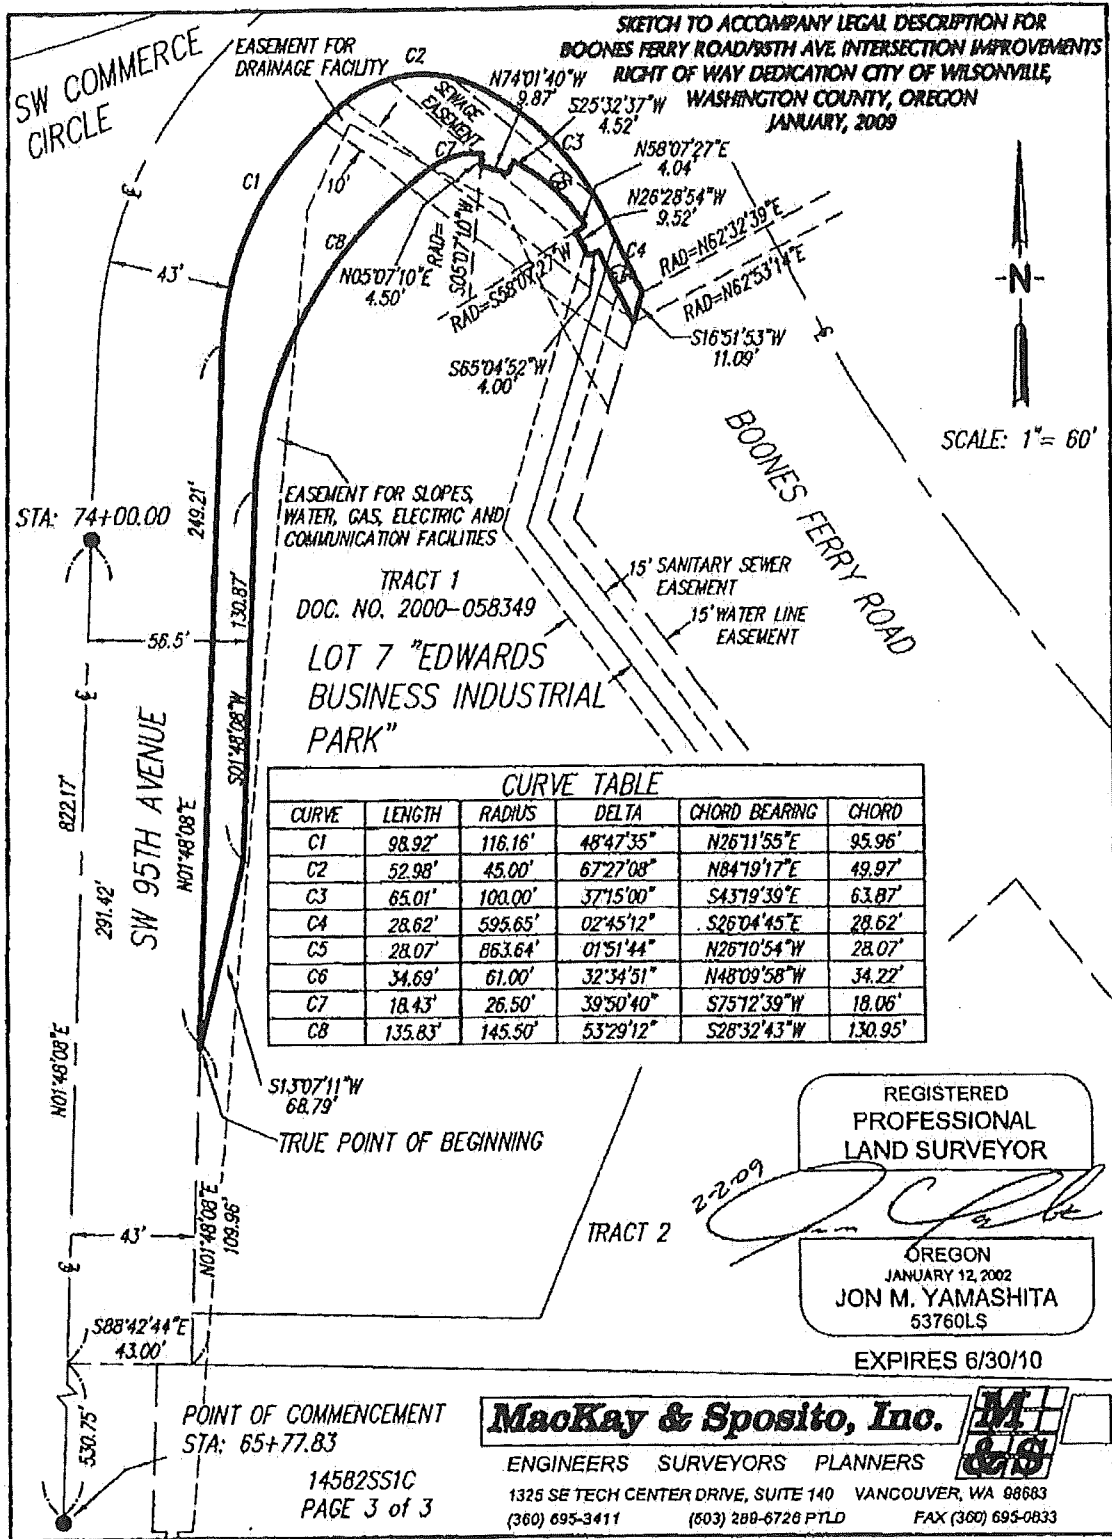 SKETCH TO ACCOMPANY LEGAL DESCRIPTION FOR
BOONES FERRY ROAD/95TH AVE INTERSECTION IMPROVEMENTS
RIGHT OF WAY DEDICATION CITY OF WILSONVILLE,
WASHINGTON COUNTY, OREGON
JANUARY, 2009
SW COMMERCE
CIRCLE
EASEMENT FOR
DRAINAGE FACILITY
C2
SEWAGE
EASEMENT
N74°01'40"W
9.87'
S25°32'37"W
4.52'
C3
N58°07'27"E
4.04'
N26°28'54"W
9.52'
C1
10'
C7
C6
C8
C4
C5
RAD=N62°32'39"E
RAD=N62°53'14"E
43'
N05°07'10"E
4.50'
RAD=
S05°07'10"W
RAD=S58°07'27"W
S16°51'53"W
11.09'
S65°04'52"W
4.00'
N
SCALE: 1"= 60'
BOONES FERRY ROAD
STA: 74+00.00
249.21'
EASEMENT FOR SLOPES,
WATER, GAS, ELECTRIC AND
COMMUNICATION FACILITIES
TRACT 1
DOC. NO. 2000-058349
15' SANITARY SEWER
EASEMENT
15' WATER LINE
EASEMENT
130.87'
56.5'
LOT 7 "EDWARDS
BUSINESS INDUSTRIAL
PARK"
S01°48'08"W
SW 95TH AVENUE
822.17'
291.42'
N01°48'08"E
N01°48'08"E
CURVE TABLE
CURVE LENGTH RADIUS DELTA CHORD BEARING CHORD
C1 98.92' 116.16' 48°47'35" N26°11'55"E 95.96'
C2 52.98' 45.00' 67°27'08" N84°19'17"E 49.97'
C3 65.01' 100.00' 37°15'00" S43°19'39"E 63.87'
C4 28.62' 595.65' 02°45'12" S26°04'45"E 28.62'
C5 28.07' 863.64' 01°51'44" N26°10'54"W 28.07'
C6 34.69' 61.00' 32°34'51" N48°09'58"W 34.22'
C7 18.43' 26.50' 39°50'40" S75°12'39"W 18.06'
C8 135.83' 145.50' 53°29'12" S28°32'43"W 130.95'
S13°07'11"W
68.79'
TRUE POINT OF BEGINNING
43'
N01°48'08"E
109.96'
TRACT 2
S88°42'44"E
43.00'
530.75'
POINT OF COMMENCEMENT
STA: 65+77.83
14582SS1C
PAGE 3 of 3
REGISTERED
PROFESSIONAL
LAND SURVEYOR
2-2-09
OREGON
JANUARY 12, 2002
JON M. YAMASHITA
53760LS
EXPIRES 6/30/10
MacKay & Sposito, Inc.
M
&S
ENGINEERS SURVEYORS PLANNERS
1325 SE TECH CENTER DRIVE, SUITE 140 VANCOUVER, WA 98683
(360) 695-3411 (503) 289-6726 PTLD FAX (360) 695-0833